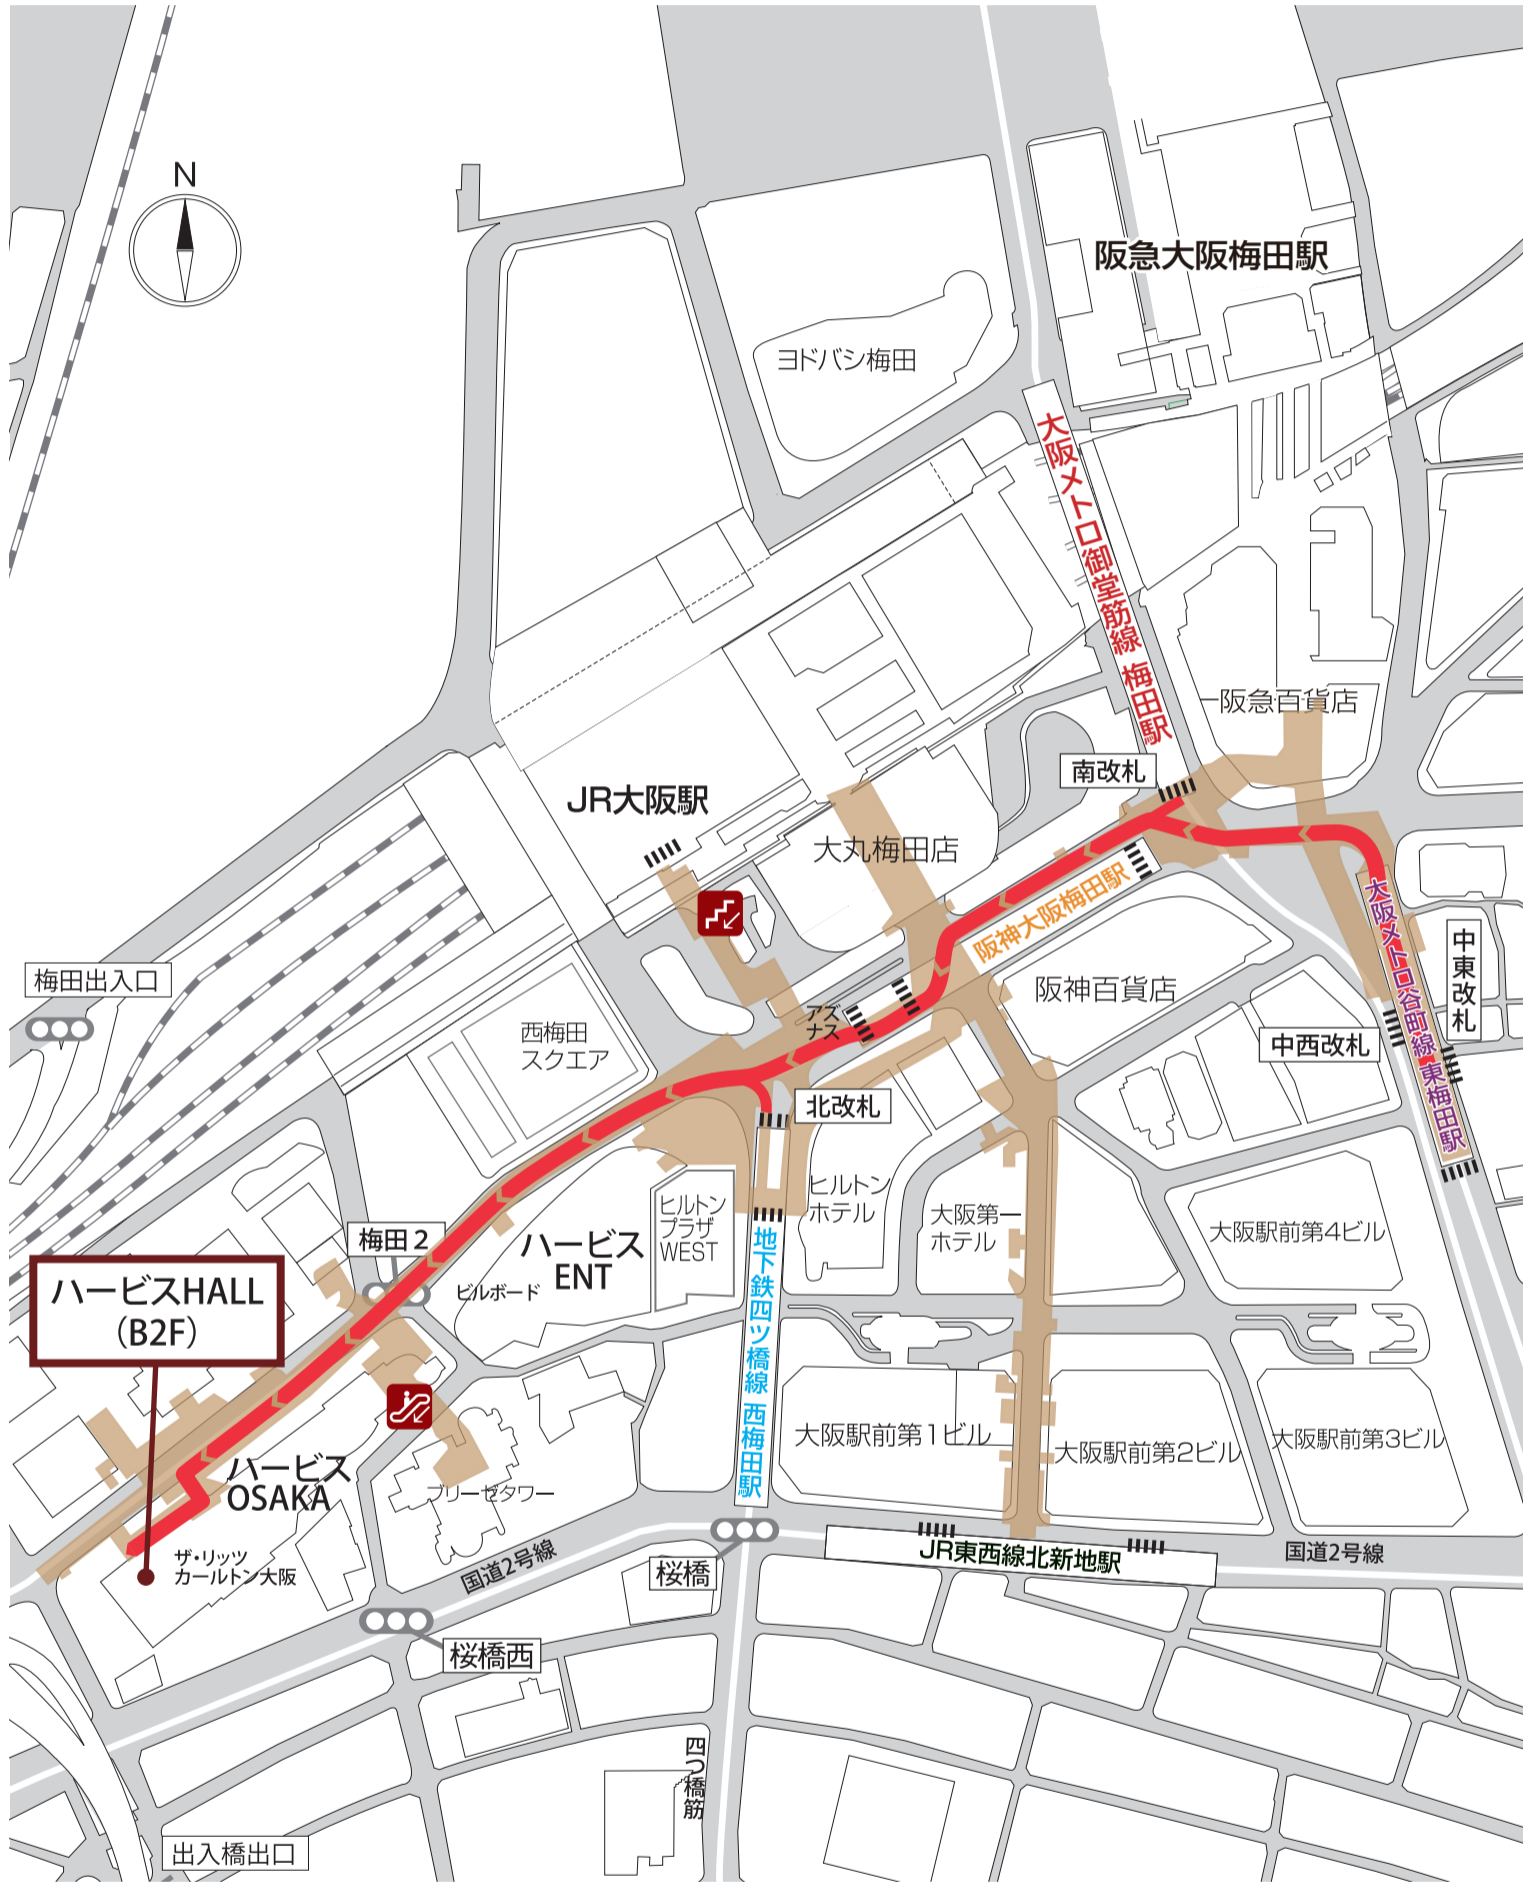 N
阪急大阪梅田駅
ヨドバシ梅田
大阪メトロ御堂筋線 梅田駅
阪急百貨店
南改札
JR大阪駅
大丸梅田店
阪神大阪梅田駅
大阪メトロ谷町線 東梅田駅
中東改札
梅田出入口
阪神百貨店
アズ
ナス
西梅田
スクエア
中西改札
北改札
ヒルトン
プラザ
WEST
ヒルトン
ホテル
大阪第一
ホテル
大阪駅前第4ビル
梅田2
ハービス
ENT
ビルボード
ハービスHALL
(B2F)
地下鉄四ツ橋線 西梅田駅
大阪駅前第1ビル
大阪駅前第2ビル
大阪駅前第3ビル
ハービス
OSAKA
ブリーゼタワー
ザ・リッツ
カールトン大阪
国道2号線
桜橋
JR東西線北新地駅
国道2号線
桜橋西
四つ橋筋
出入橋出口